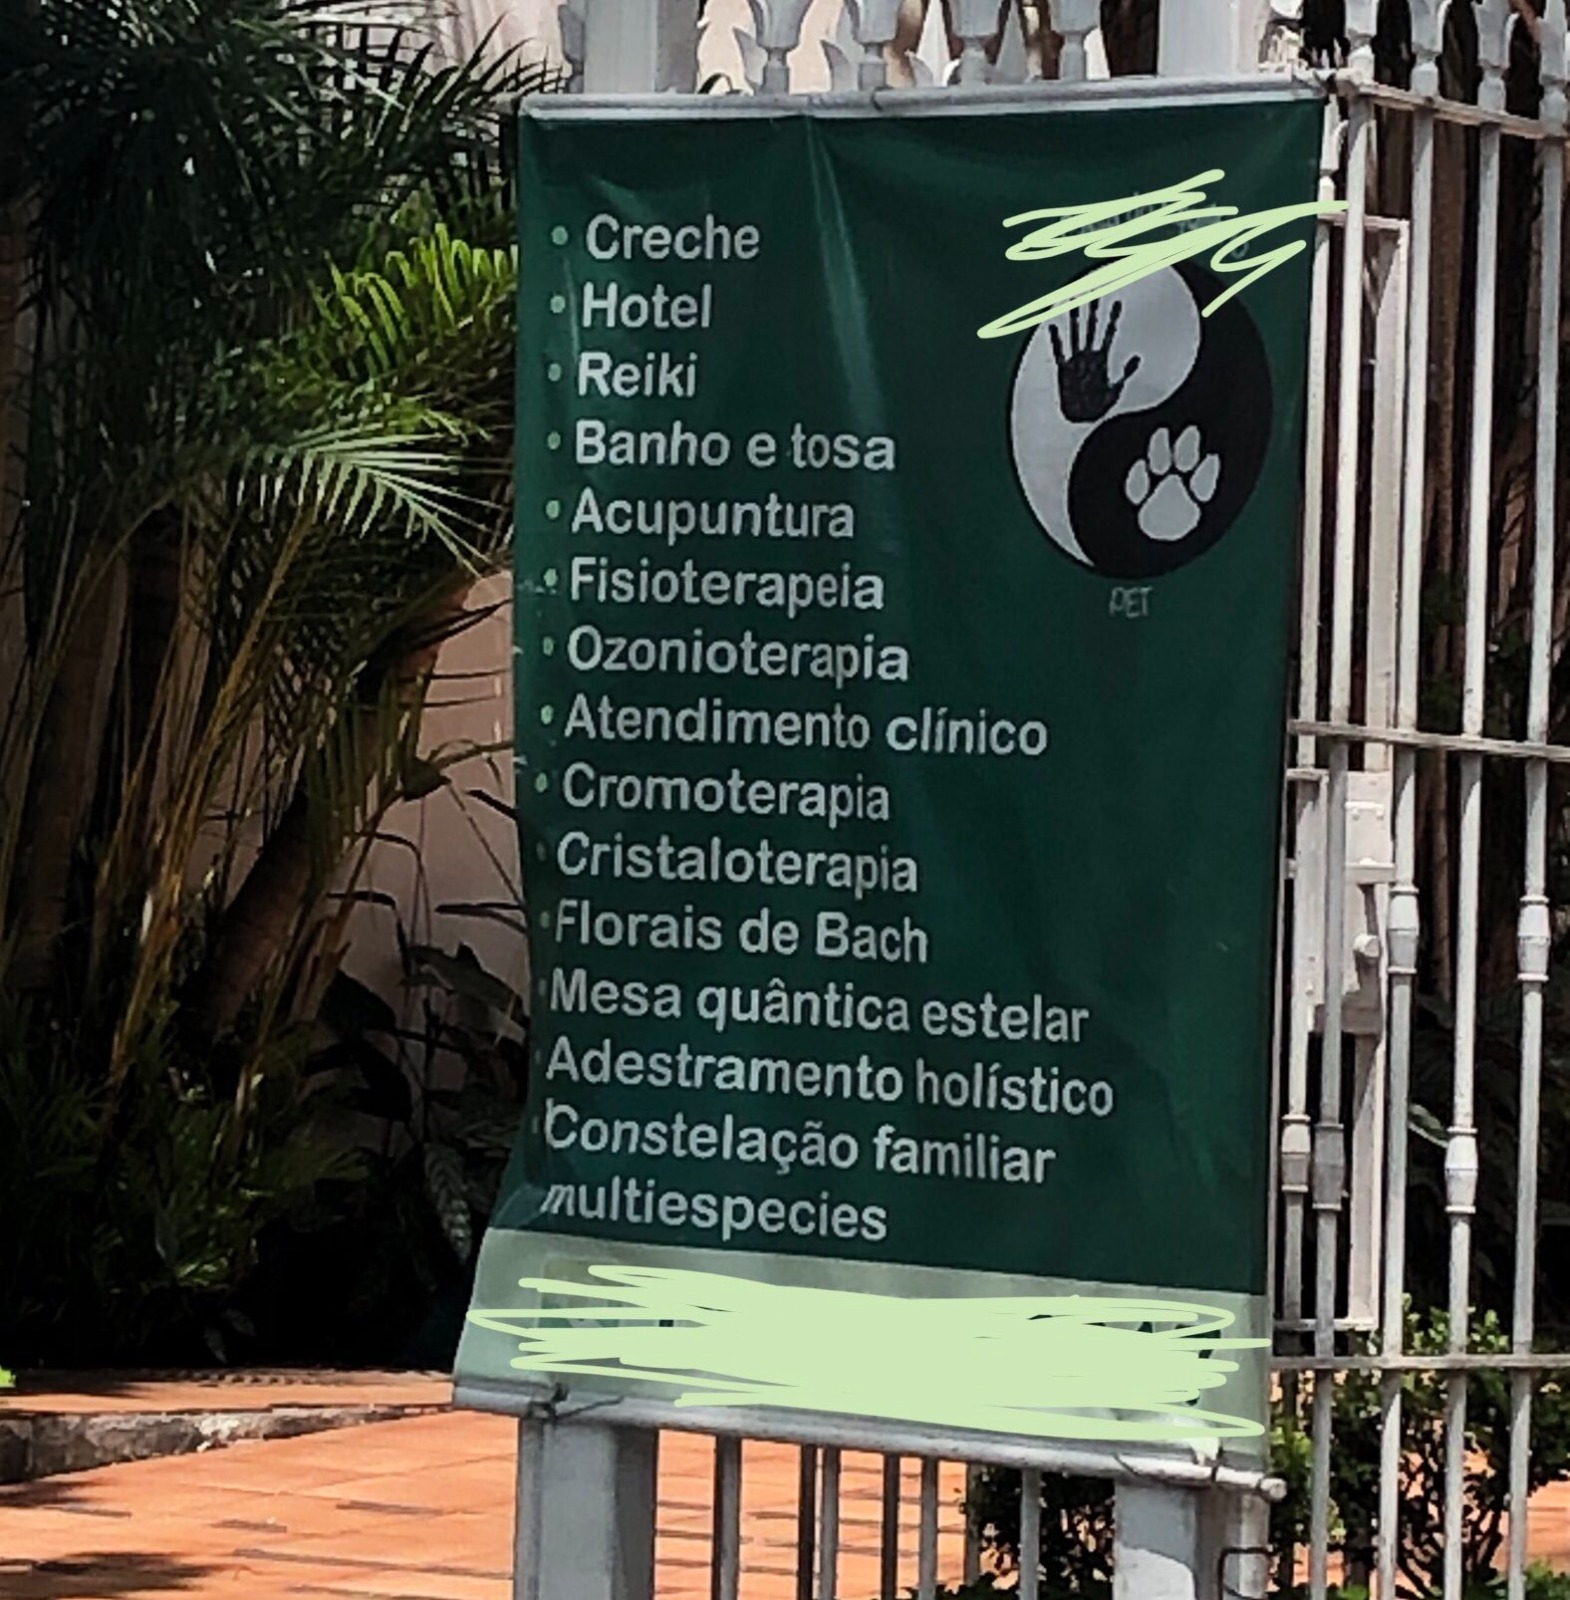 • Creche
• Hotel
• Reiki
• Banho e tosa
• Acupuntura
• Fisioterapeia
• Ozonioterapia
• Atendimento clínico
• Cromoterapia
• Cristaloterapia
• Florais de Bach
• Mesa quântica estelar
• Adestramento holístico
• Constelação familiar
multiespecies
PET